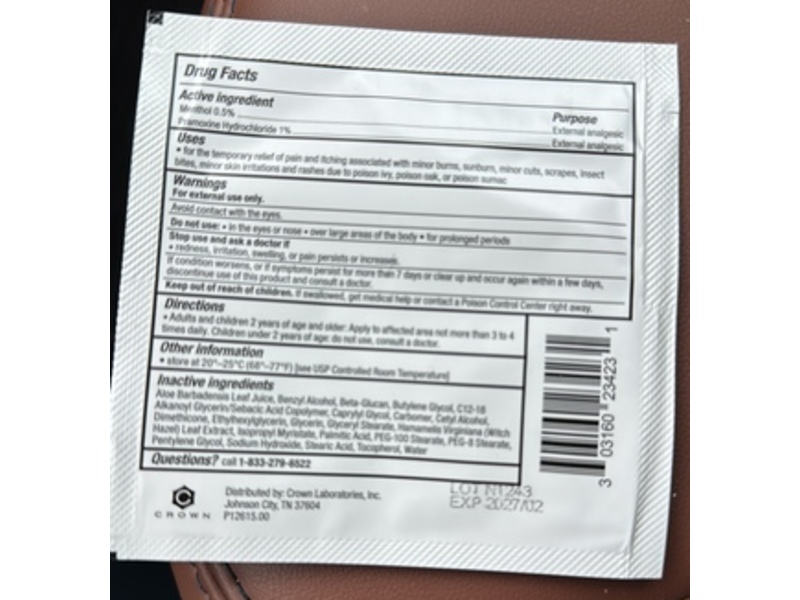 Drug Facts
Active ingredient
Purpose
Menthol 0.5%
External analgesic
Pramoxine Hydrochloride 1%
External analgesic
Uses
• for the temporary relief of pain and itching associated with minor burns, sunburn, minor cuts, scrapes, insect
bites, minor skin irritations and rashes due to poison ivy, poison oak, or poison sumac
Warnings
For external use only.
Avoid contact with the eyes.
Do not use: • in the eyes or nose • over large areas of the body • for prolonged periods
Stop use and ask a doctor if
• redness, irritation, swelling, or pain persists or increases.
If condition worsens, or if symptoms persist for more than 7 days or clear up and occur again within a few days,
discontinue use of this product and consult a doctor.
Keep out of reach of children. If swallowed, get medical help or contact a Poison Control Center right away.
Directions
• Adults and children 2 years of age and older: Apply to affected area not more than 3 to 4
times daily. Children under 2 years of age: do not use, consult a doctor.
Other information
• store at 20°-25°C (68°-77°F) [see USP Controlled Room Temperature]
Inactive ingredients
Aloe Barbadensis Leaf Juice, Benzyl Alcohol, Beta-Glucan, Butylene Glycol, C12-16
Alkanoyl Glycerin/Sebacic Acid Copolymer, Caprylyl Glycol, Carbomer, Cetyl Alcohol,
Dimethicone, Ethylhexylglycerin, Glycerin, Glyceryl Stearate, Hamamelis Virginiana (Witch
Hazel) Leaf Extract, Isopropyl Myristate, Palmitic Acid, PEG-100 Stearate, PEG-8 Stearate,
Pentylene Glycol, Sodium Hydroxide, Stearic Acid, Tocopherol, Water
Questions? call 1-833-279-6522
3 03160 23423 1
CROWN
Distributed by: Crown Laboratories, Inc.
Johnson City, TN 37604
P12615.00
LOT N1243
EXP 2027/02